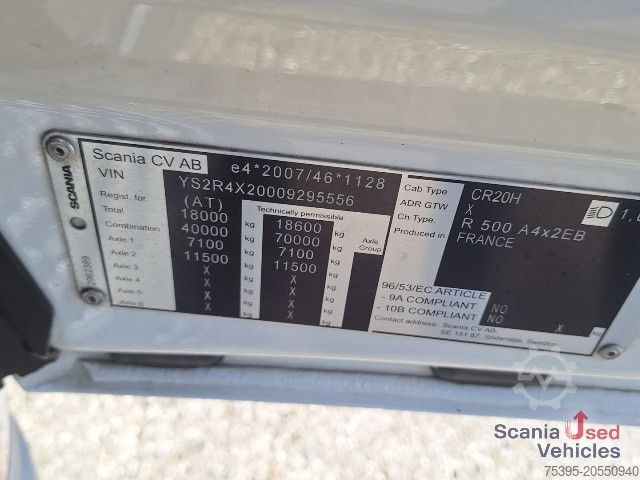 SCANIA
Scania CV AB
e4*2007/46*1128
VIN
YS2R4X20009295556
Regist. for
(AT)
Technically permissible
Total 18000 kg 18600
Combination 40000 kg 70000
Axle 1 7100 kg 7100
Axle 2 11500 kg 11500
Axle 3 X kg
Axle 4 X kg
Axle 5 X kg
Axle 6 X kg
Axle Group
Cab Type CR20H
ADR GTW X
Ch Type: R 500 A4x2EB
Produced in FRANCE
96/53/EC ARTICLE
- 9A COMPLIANT NO
- 10B COMPLIANT NO
X
Contact address: Scania CV AB,
SE 151 87, Södertälje, Sweden
Scania Used
Vehicles
75395-20550940